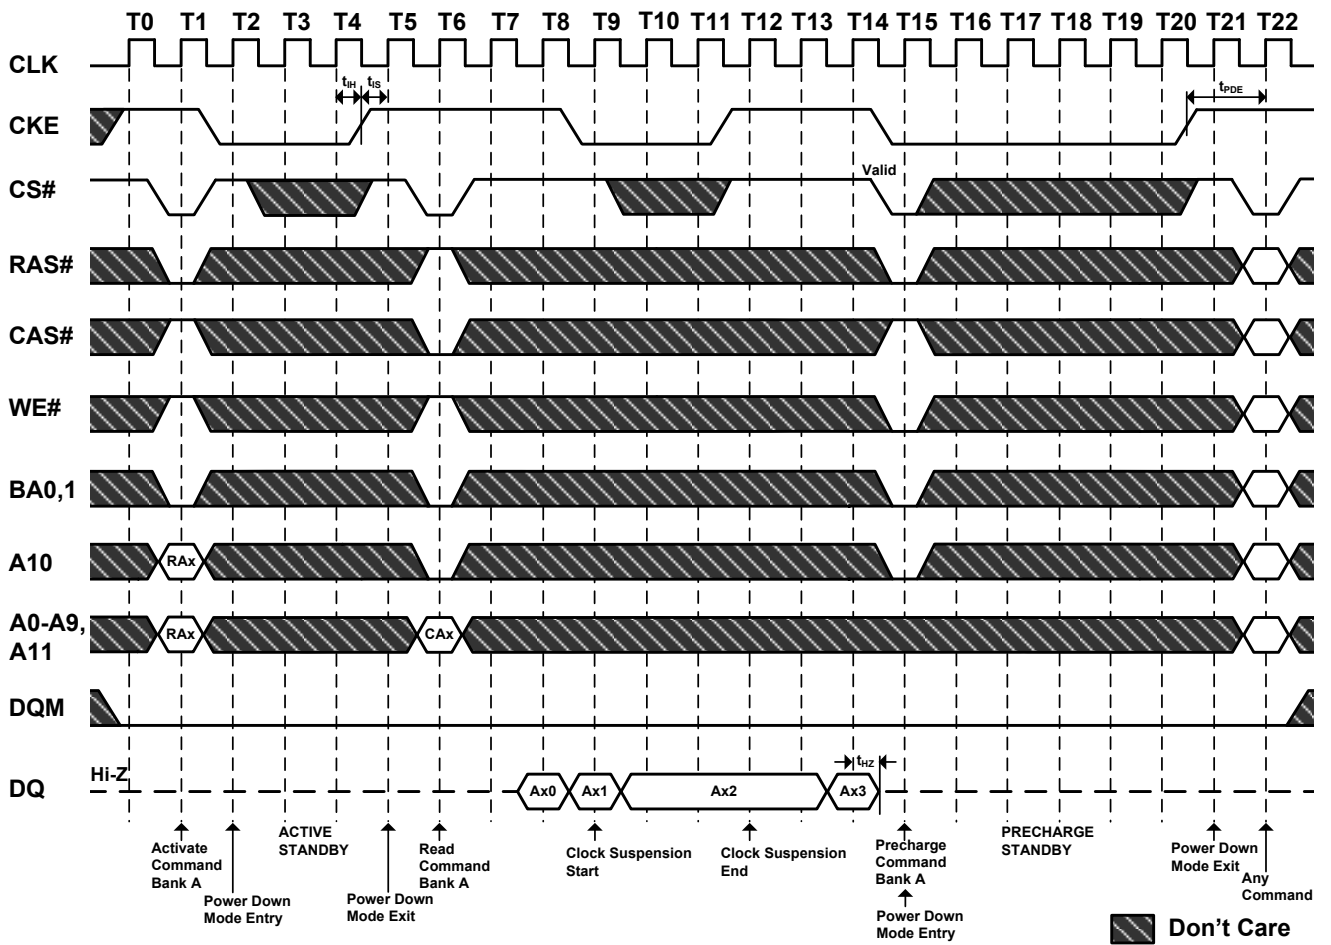 T0 T1 T2 T3 T4 T5 T6 T7 T8 T9 T10 T11 T12 T13 T14 T15 T16 T17 T18 T19 T20 T21 T22
CLK
tIH tIS
tPDE
CKE
Valid
CS#
RAS#
CAS#
WE#
BA0,1
A10
RAx
A0-A9,
A11
RAx
CAx
DQM
Hi-Z
tHZ
DQ
Ax0 Ax1 Ax2 Ax3
Activate
Command
Bank A
Power Down
Mode Entry
ACTIVE
STANDBY
Power Down
Mode Exit
Read
Command
Bank A
Clock Suspension
Start
Clock Suspension
End
Precharge
Command
Bank A
Power Down
Mode Entry
PRECHARGE
STANDBY
Power Down
Mode Exit
Any
Command
Don't Care